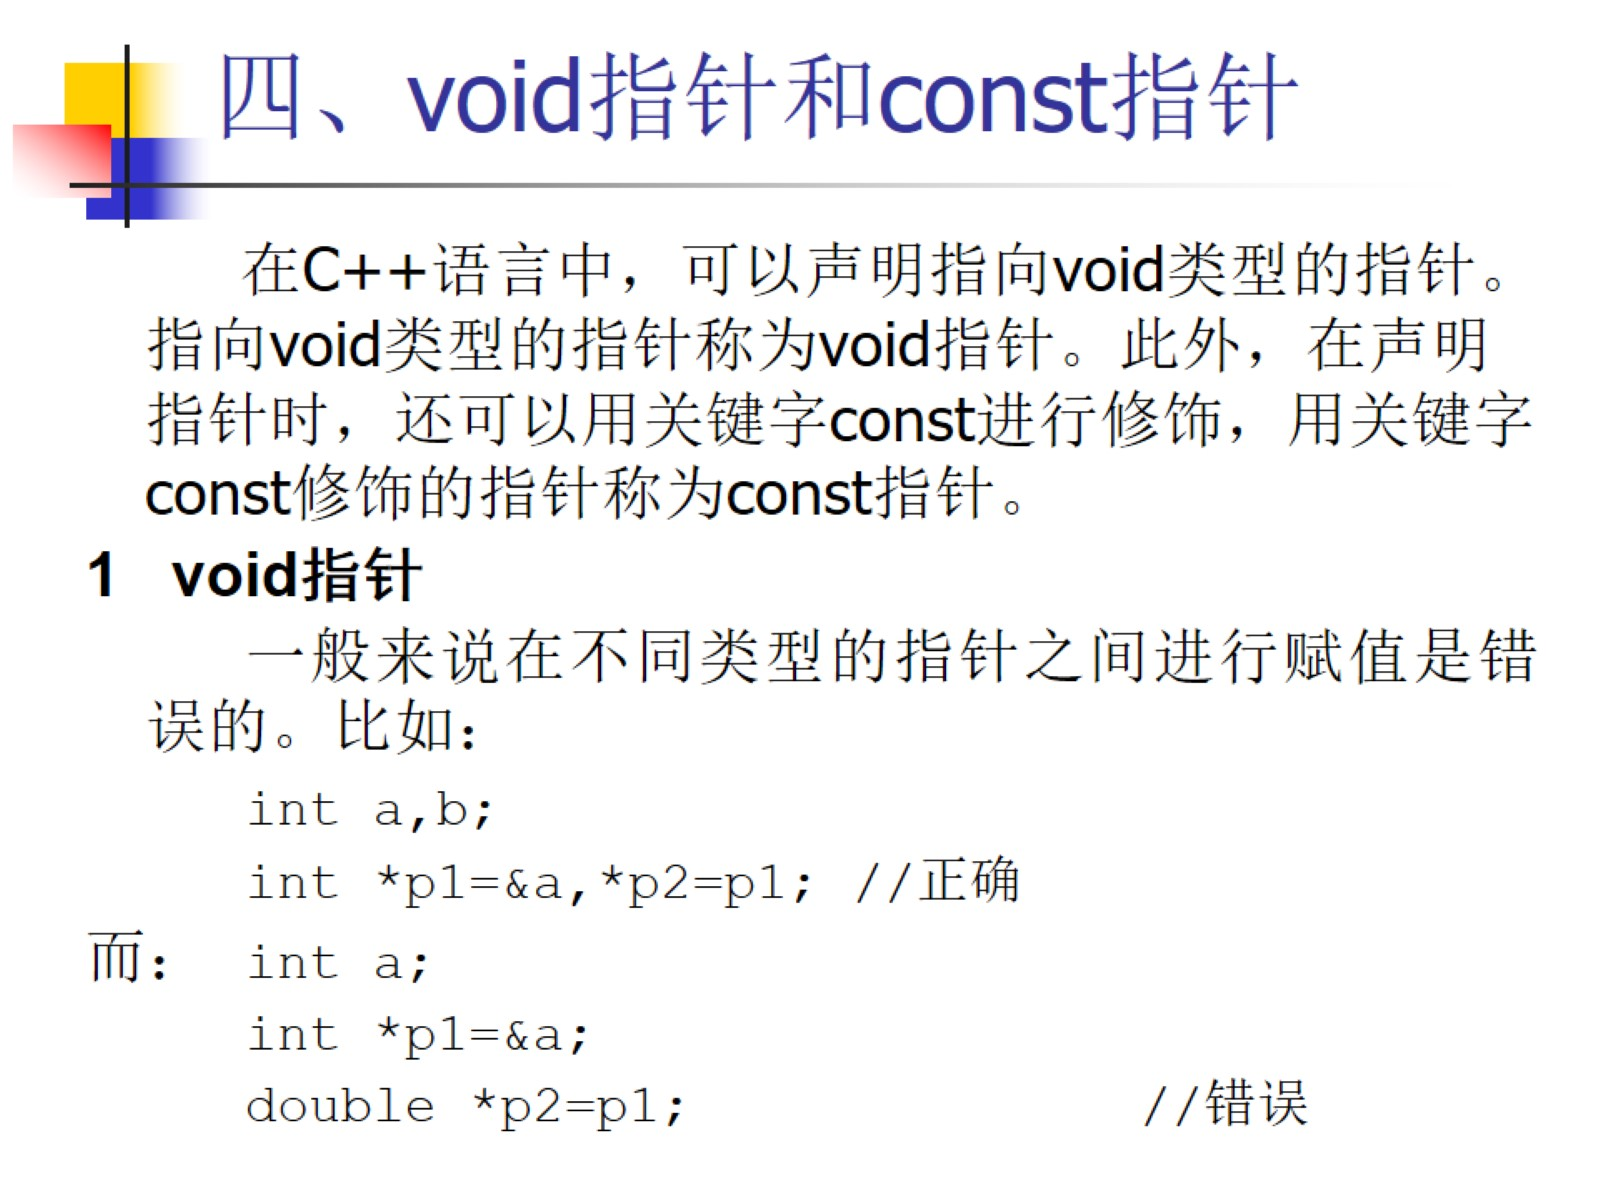 四、void指针和const指针
在C++语言中，可以声明指向void类型的指针。
指向void类型的指针称为void指针。此外，在声明
指针时，还可以用关键字const进行修饰，用关键字
const修饰的指针称为const指针。
1 void指针
一般来说在不同类型的指针之间进行赋值是错
误的。比如：
int a,b;
int *p1=&a,*p2=p1; //正确
而： int a;
int *p1=&a;
double *p2=p1; //错误